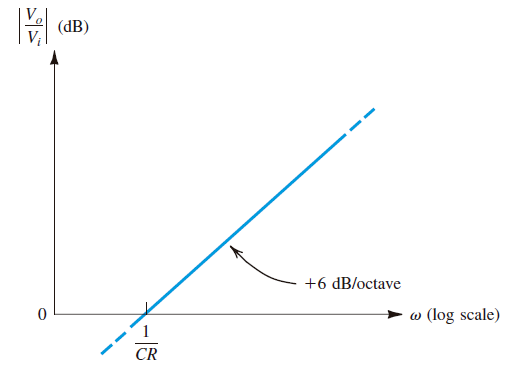 |Vo/Vi| (dB)
+6 dB/octave
0
ω (log scale)
1/CR